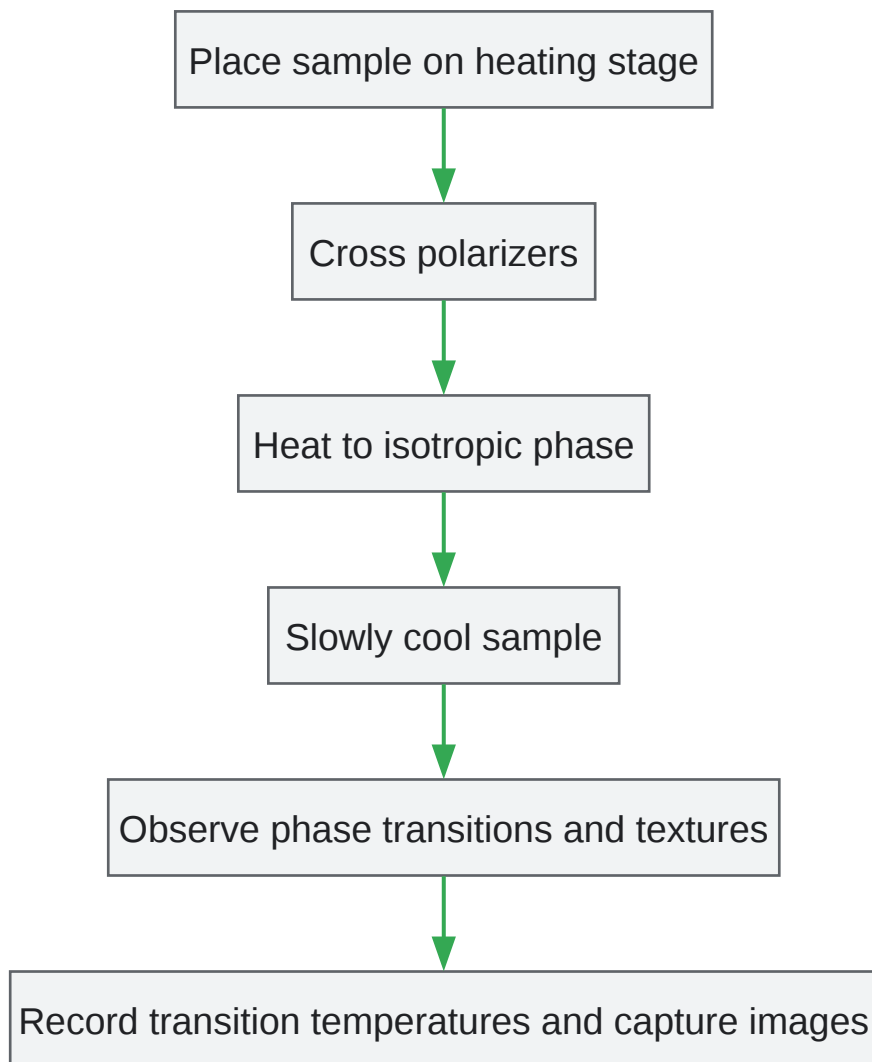 Place sample on heating stage
Cross polarizers
Heat to isotropic phase
Slowly cool sample
Observe phase transitions and textures
Record transition temperatures and capture images